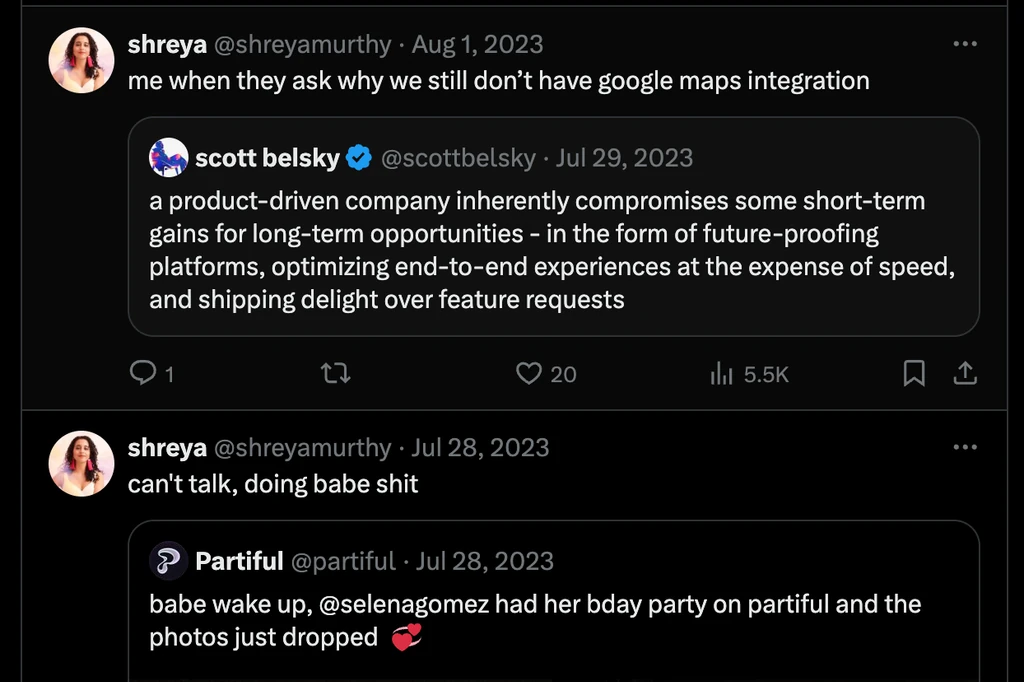 shreya @shreyamurthy · Aug 1, 2023
me when they ask why we still don’t have google maps integration
scott belsky @scottbelsky · Jul 29, 2023
a product-driven company inherently compromises some short-term
gains for long-term opportunities - in the form of future-proofing
platforms, optimizing end-to-end experiences at the expense of speed,
and shipping delight over feature requests
1 20 5.5K
shreya @shreyamurthy · Jul 28, 2023
can't talk, doing babe shit
Partiful @partiful · Jul 28, 2023
babe wake up, @selenagomez had her bday party on partiful and the
photos just dropped 💞